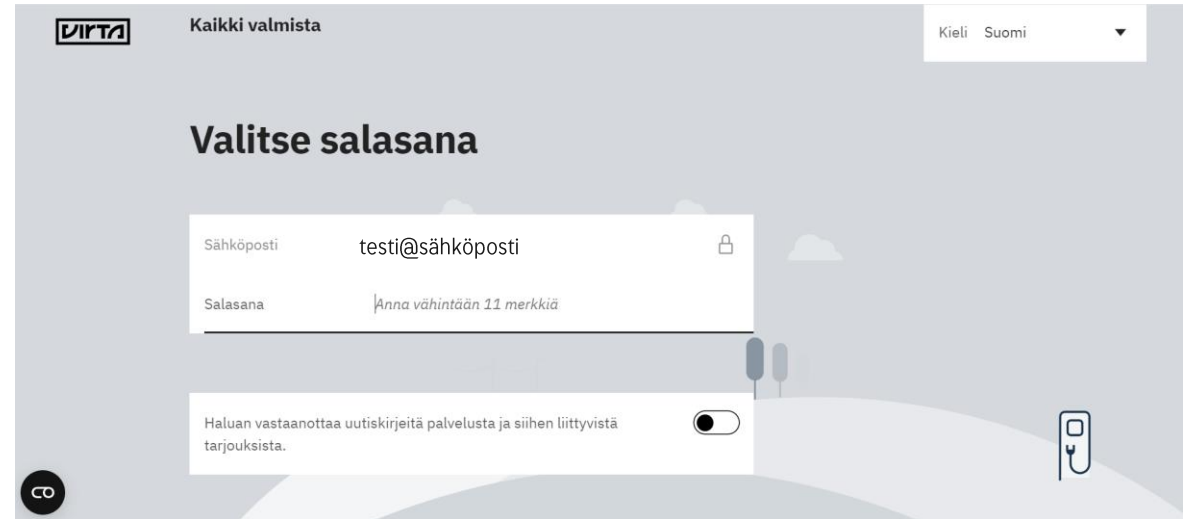 VIRTA
Kaikki valmista
Kieli Suomi
Valitse salasana
Sähköposti testi@sähköposti
Salasana Anna vähintään 11 merkkiä
Haluan vastaanottaa uutiskirjeitä palvelusta ja siihen liittyvistä
tarjouksista.